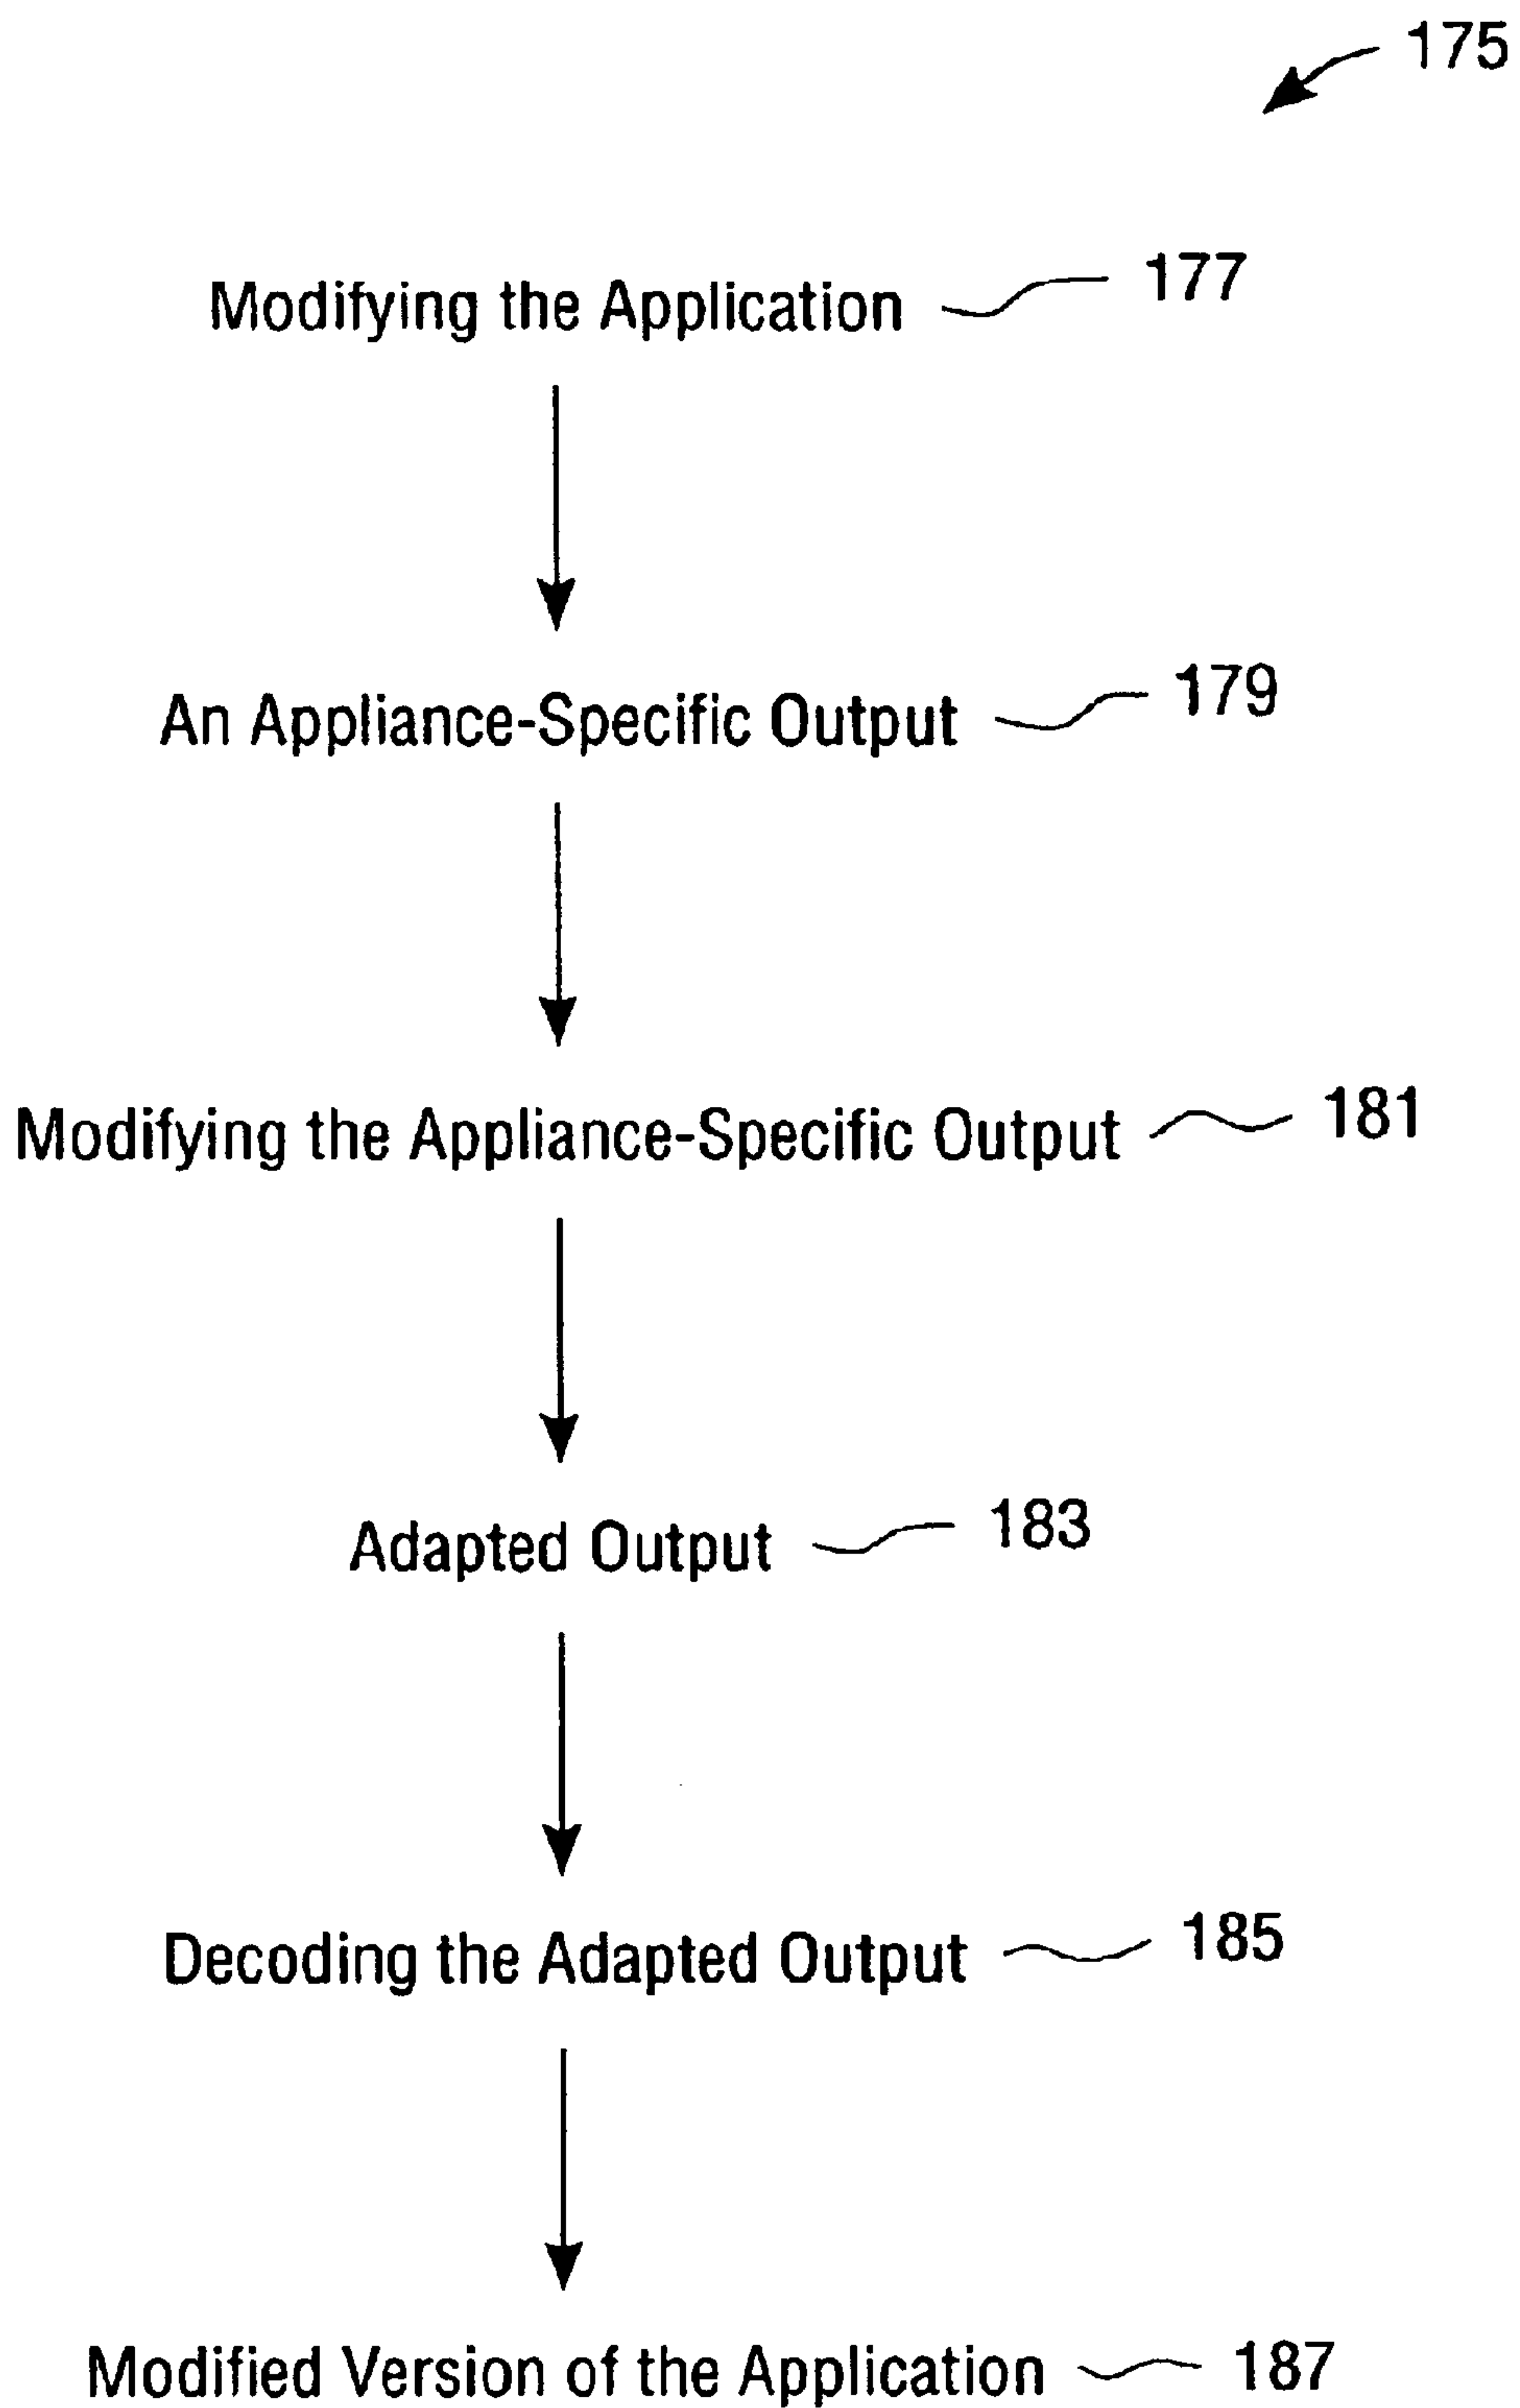 175
Modifying the Application 177
An Appliance-Specific Output 179
Modifying the Appliance-Specific Output 181
Adapted Output 183
Decoding the Adapted Output 185
Modified Version of the Application 187